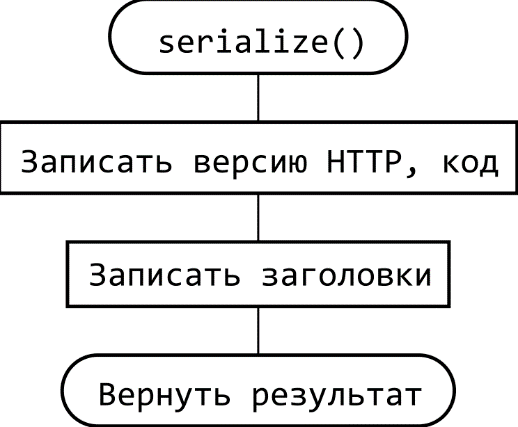 serialize()
Записать версию HTTP, код
Записать заголовки
Вернуть результат